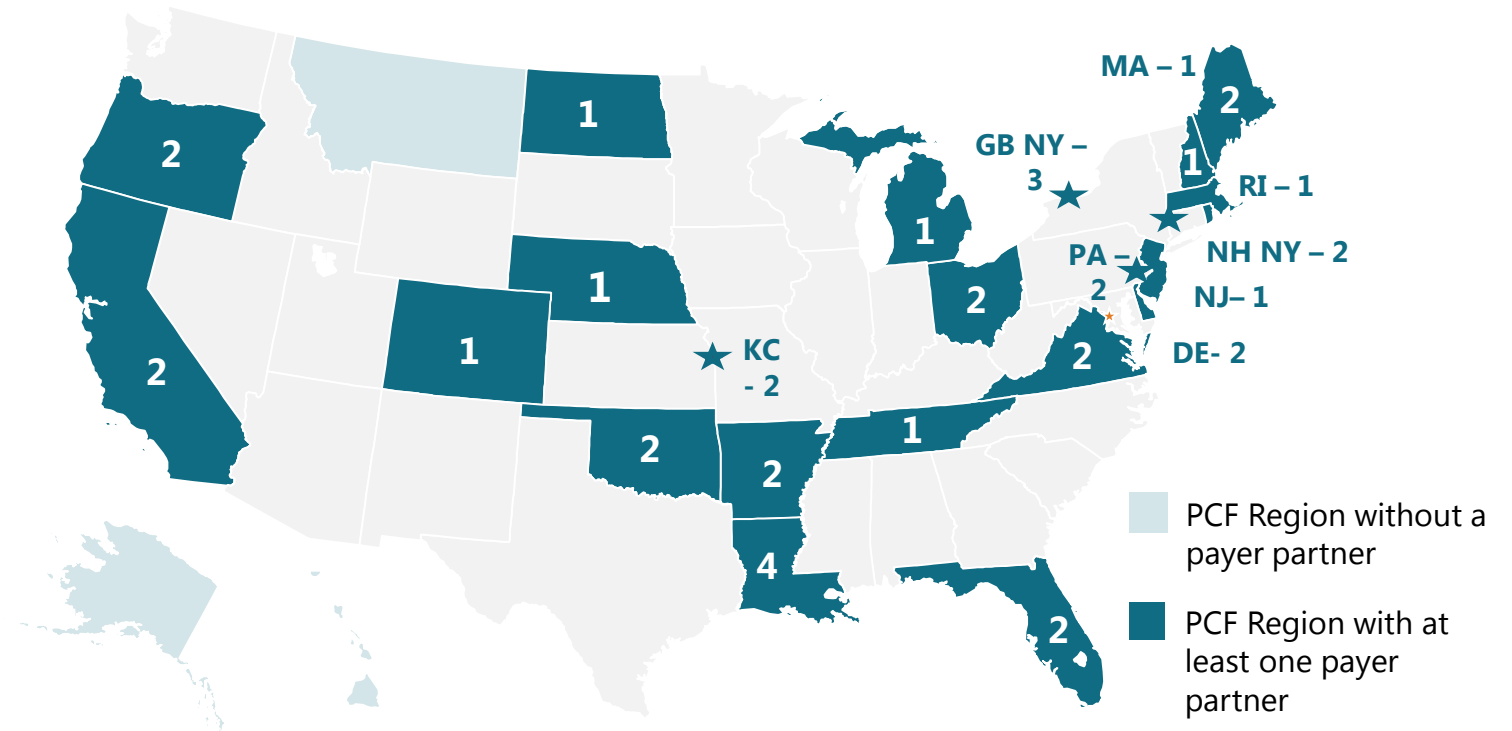 MA – 1
2
1
GB NY –
3
2
1
RI – 1
1
PA –
2
NH NY – 2
1
2
NJ– 1
2
1
KC
- 2
2
DE- 2
2
1
2
2
4
2
PCF Region without a
payer partner
PCF Region with at
least one payer
partner